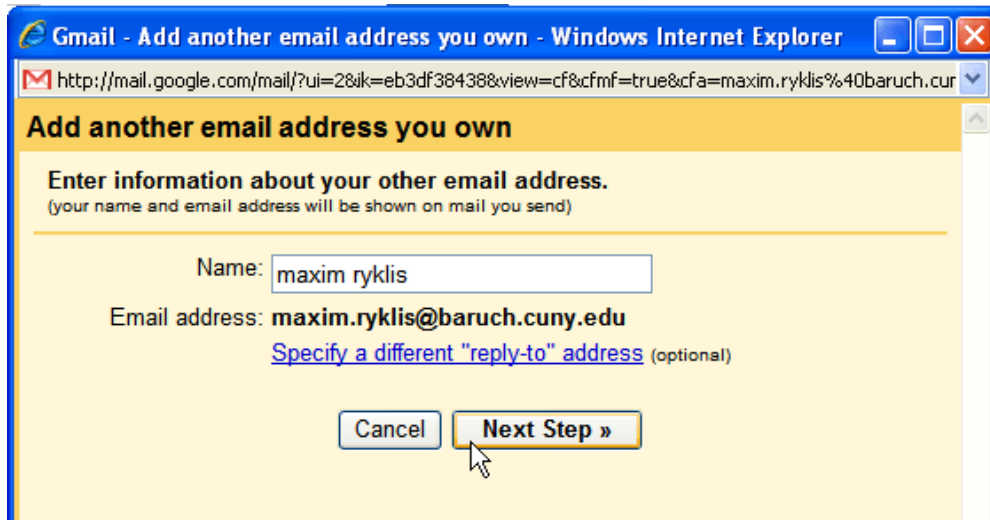 Gmail - Add another email address you own - Windows Internet Explorer
http://mail.google.com/mail/?ui=2&ik=eb3df38438&view=cf&cfmf=true&cfa=maxim.ryklis%40baruch.cur
Add another email address you own
Enter information about your other email address.
(your name and email address will be shown on mail you send)
Name: maxim ryklis
Email address: maxim.ryklis@baruch.cuny.edu
Specify a different "reply-to" address (optional)
Cancel Next Step »